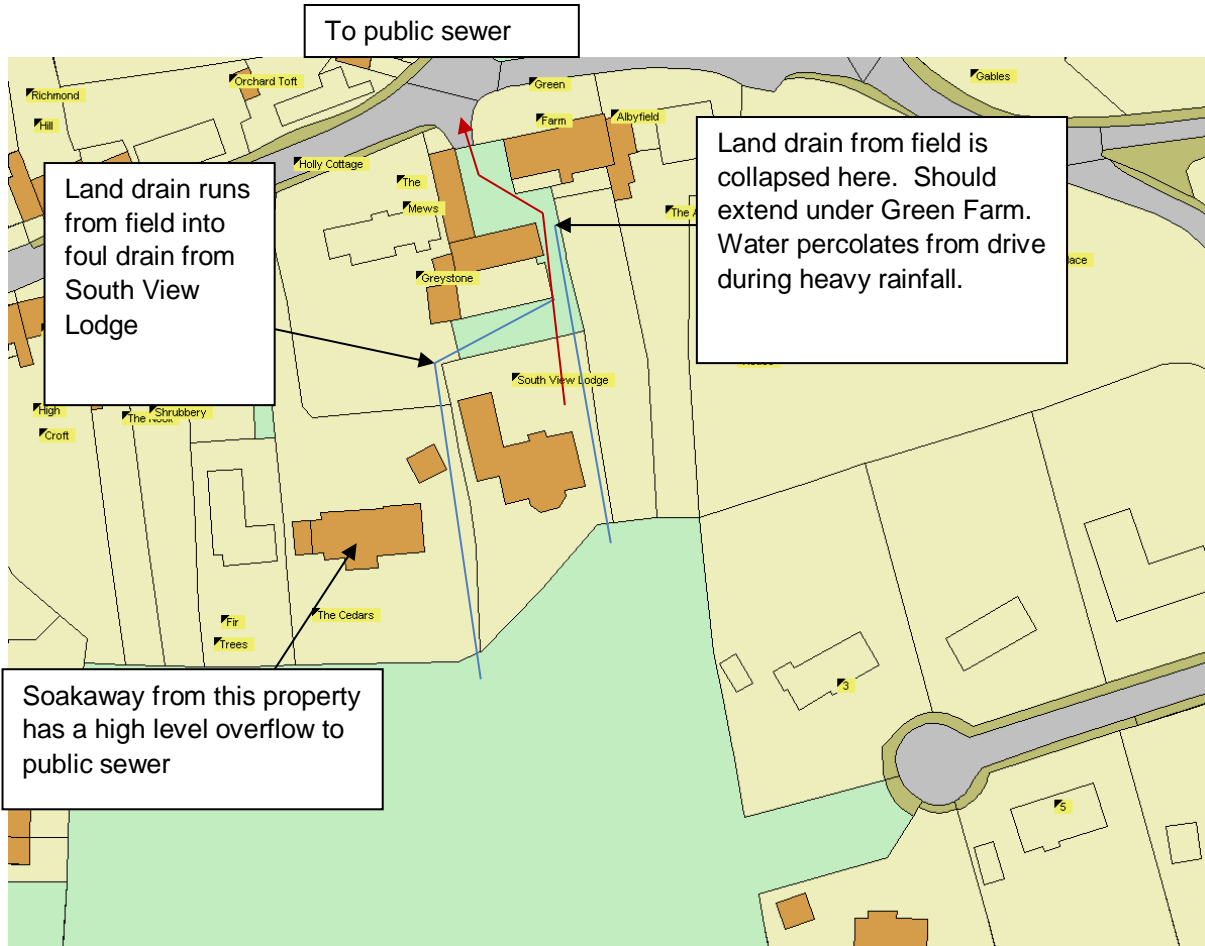 To public sewer
Orchard Toft
Green
Gables
Richmond
Hill
Farm
Albyfield
Holly Cottage
The
Mews
Greystone
The A
lace
Land drain runs
from field into
foul drain from
South View
Lodge
Land drain from field is
collapsed here. Should
extend under Green Farm.
Water percolates from drive
during heavy rainfall.
South View Lodge
High
Croft
The Nook
Shrubbery
Fir
Trees
The Cedars
3
5
Soakaway from this property
has a high level overflow to
public sewer